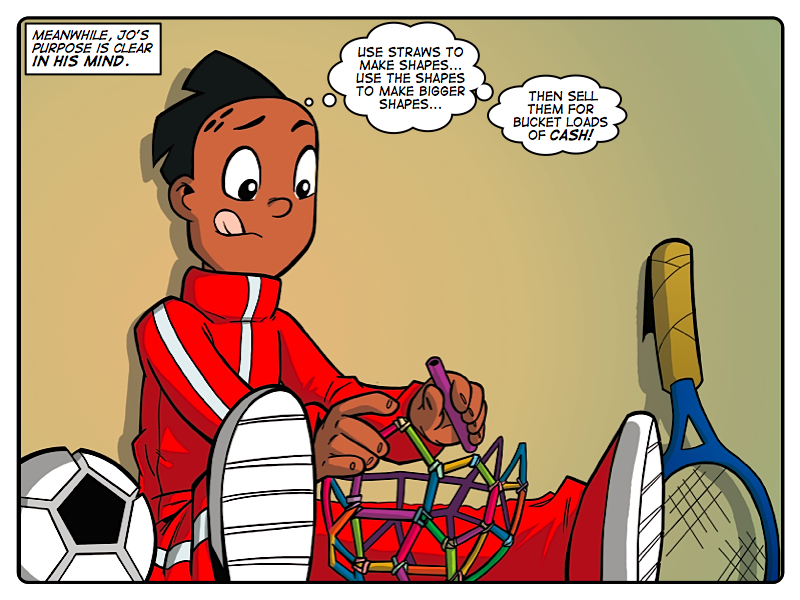 MEANWHILE, JO'S
PURPOSE IS CLEAR
IN HIS MIND.
USE STRAWS TO
MAKE SHAPES...
USE THE SHAPES
TO MAKE BIGGER
SHAPES...
THEN SELL
THEM FOR
BUCKET LOADS
OF CASH!